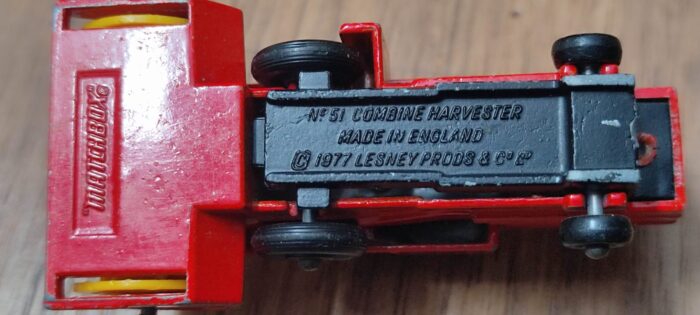 MATCHBOX
Nº 51 COMBINE HARVESTER
MADE IN ENGLAND
© 1977 LESNEY PRODS & Cº Lᵀᴰ